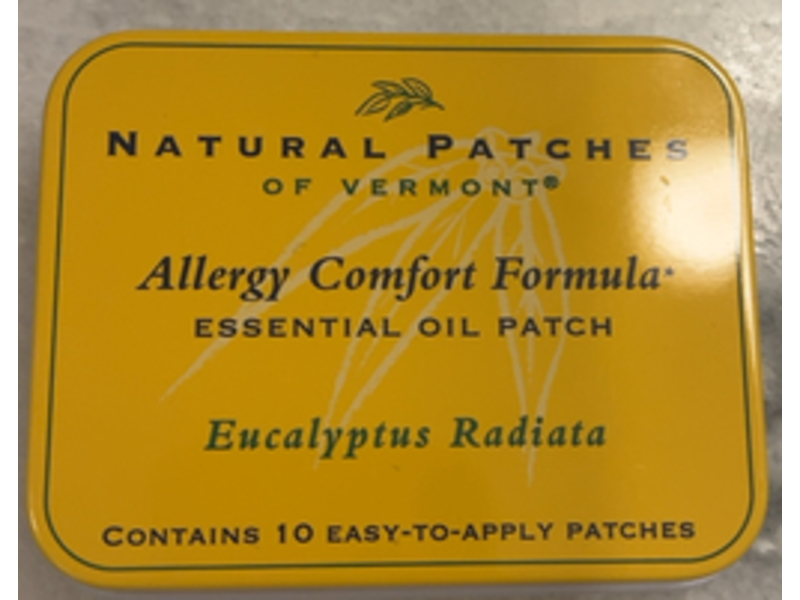 NATURAL PATCHES
OF VERMONT®
Allergy Comfort Formula*
ESSENTIAL OIL PATCH
Eucalyptus Radiata
CONTAINS 10 EASY-TO-APPLY PATCHES